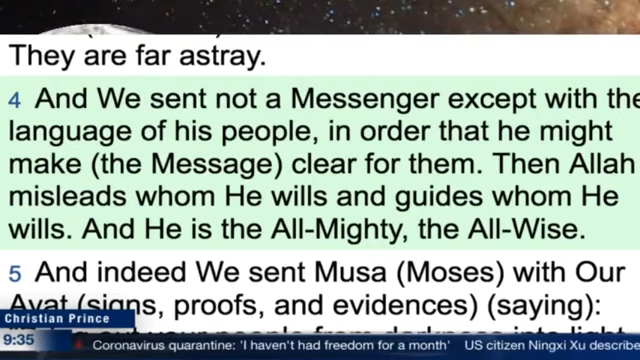 They are far astray.
4 And We sent not a Messenger except with the
language of his people, in order that he might
make (the Message) clear for them. Then Allah
misleads whom He wills and guides whom He
wills. And He is the All-Mighty, the All-Wise.
5 And indeed We sent Musa (Moses) with Our
Ayat (signs, proofs, and evidences) (saying):
Christian Prince
9:35
Coronavirus quarantine: 'I haven't had freedom for a month' US citizen Ningxi Xu describe